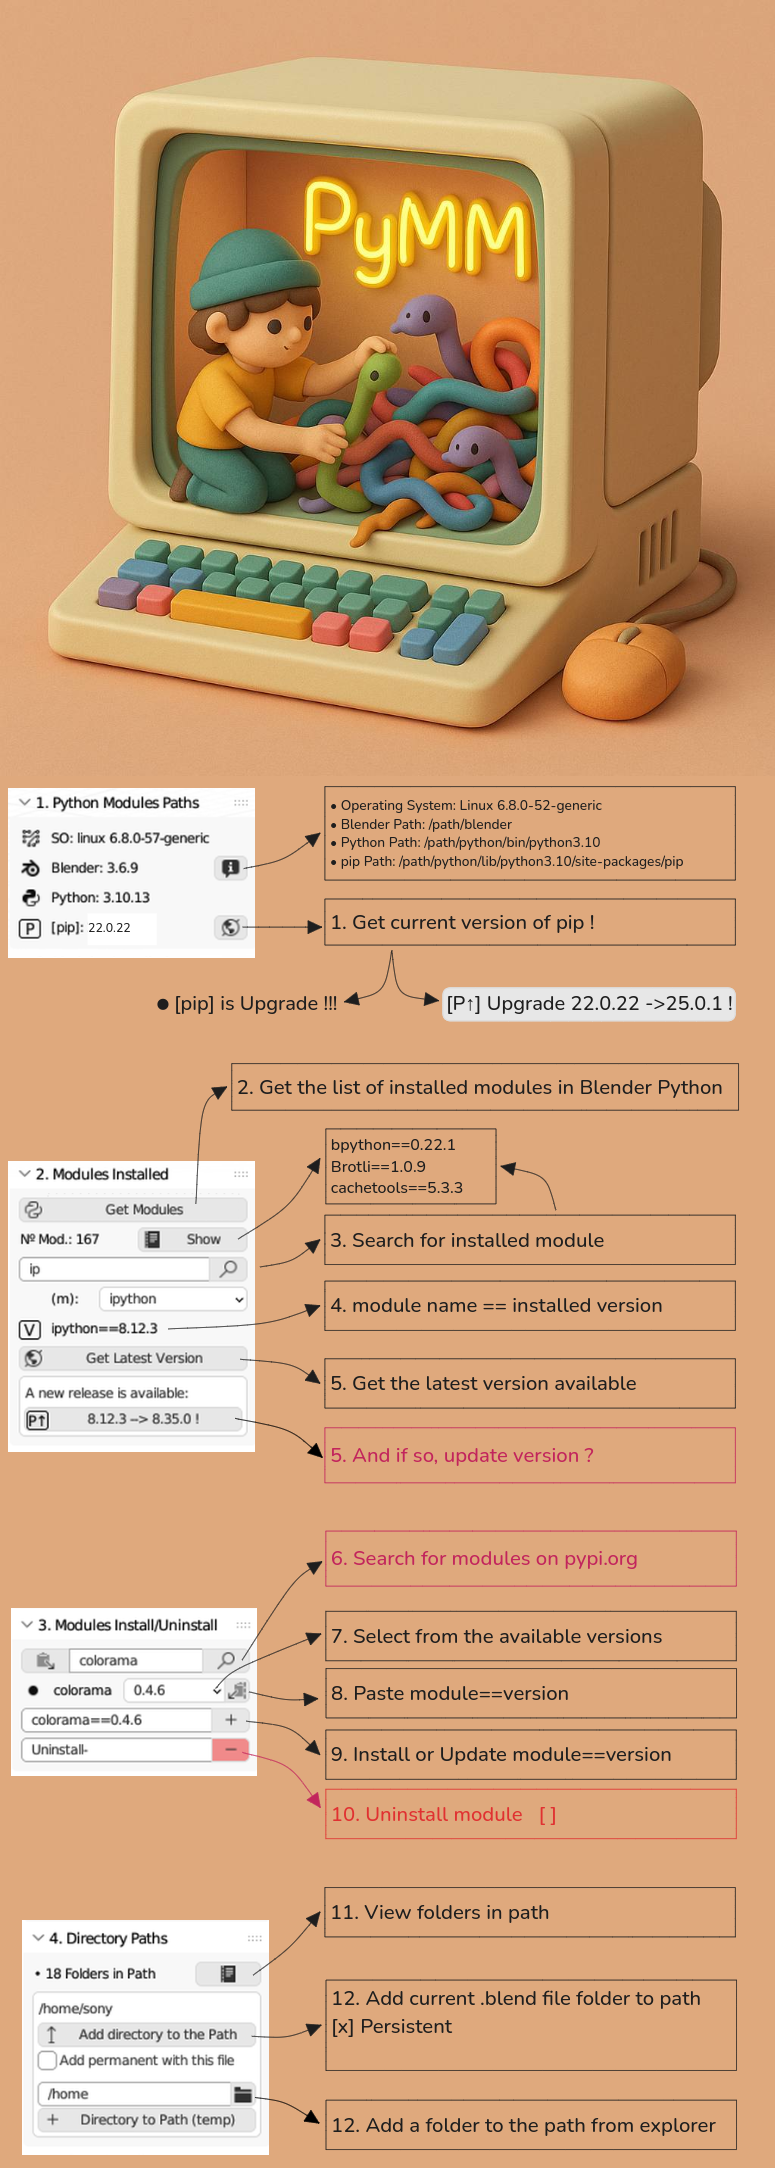 PyMM
1. Python Modules Paths
SO: linux 6.8.0-57-generic
Blender: 3.6.9
Python: 3.10.13
P [pip]: 22.0.22
• Operating System: Linux 6.8.0-52-generic
• Blender Path: /path/blender
• Python Path: /path/python/bin/python3.10
• pip Path: /path/python/lib/python3.10/site-packages/pip
1. Get current version of pip !
● [pip] is Upgrade !!!
[P↑] Upgrade 22.0.22 ->25.0.1 !
2. Get the list of installed modules in Blender Python
2. Modules Installed
Get Modules
Nº Mod.: 167 Show
ip
(m): ipython
V ipython==8.12.3
Get Latest Version
A new release is available:
P↑ 8.12.3 --> 8.35.0 !
bpython==0.22.1
Brotli==1.0.9
cachetools==5.3.3
3. Search for installed module
4. module name == installed version
5. Get the latest version available
5. And if so, update version ?
6. Search for modules on pypi.org
3. Modules Install/Uninstall
colorama
● colorama 0.4.6
colorama==0.4.6 +
Uninstall- −
7. Select from the available versions
8. Paste module==version
9. Install or Update module==version
10. Uninstall module [ ]
11. View folders in path
4. Directory Paths
• 18 Folders in Path
/home/sony
Add directory to the Path
Add permanent with this file
/home
+ Directory to Path (temp)
12. Add current .blend file folder to path
[x] Persistent
12. Add a folder to the path from explorer